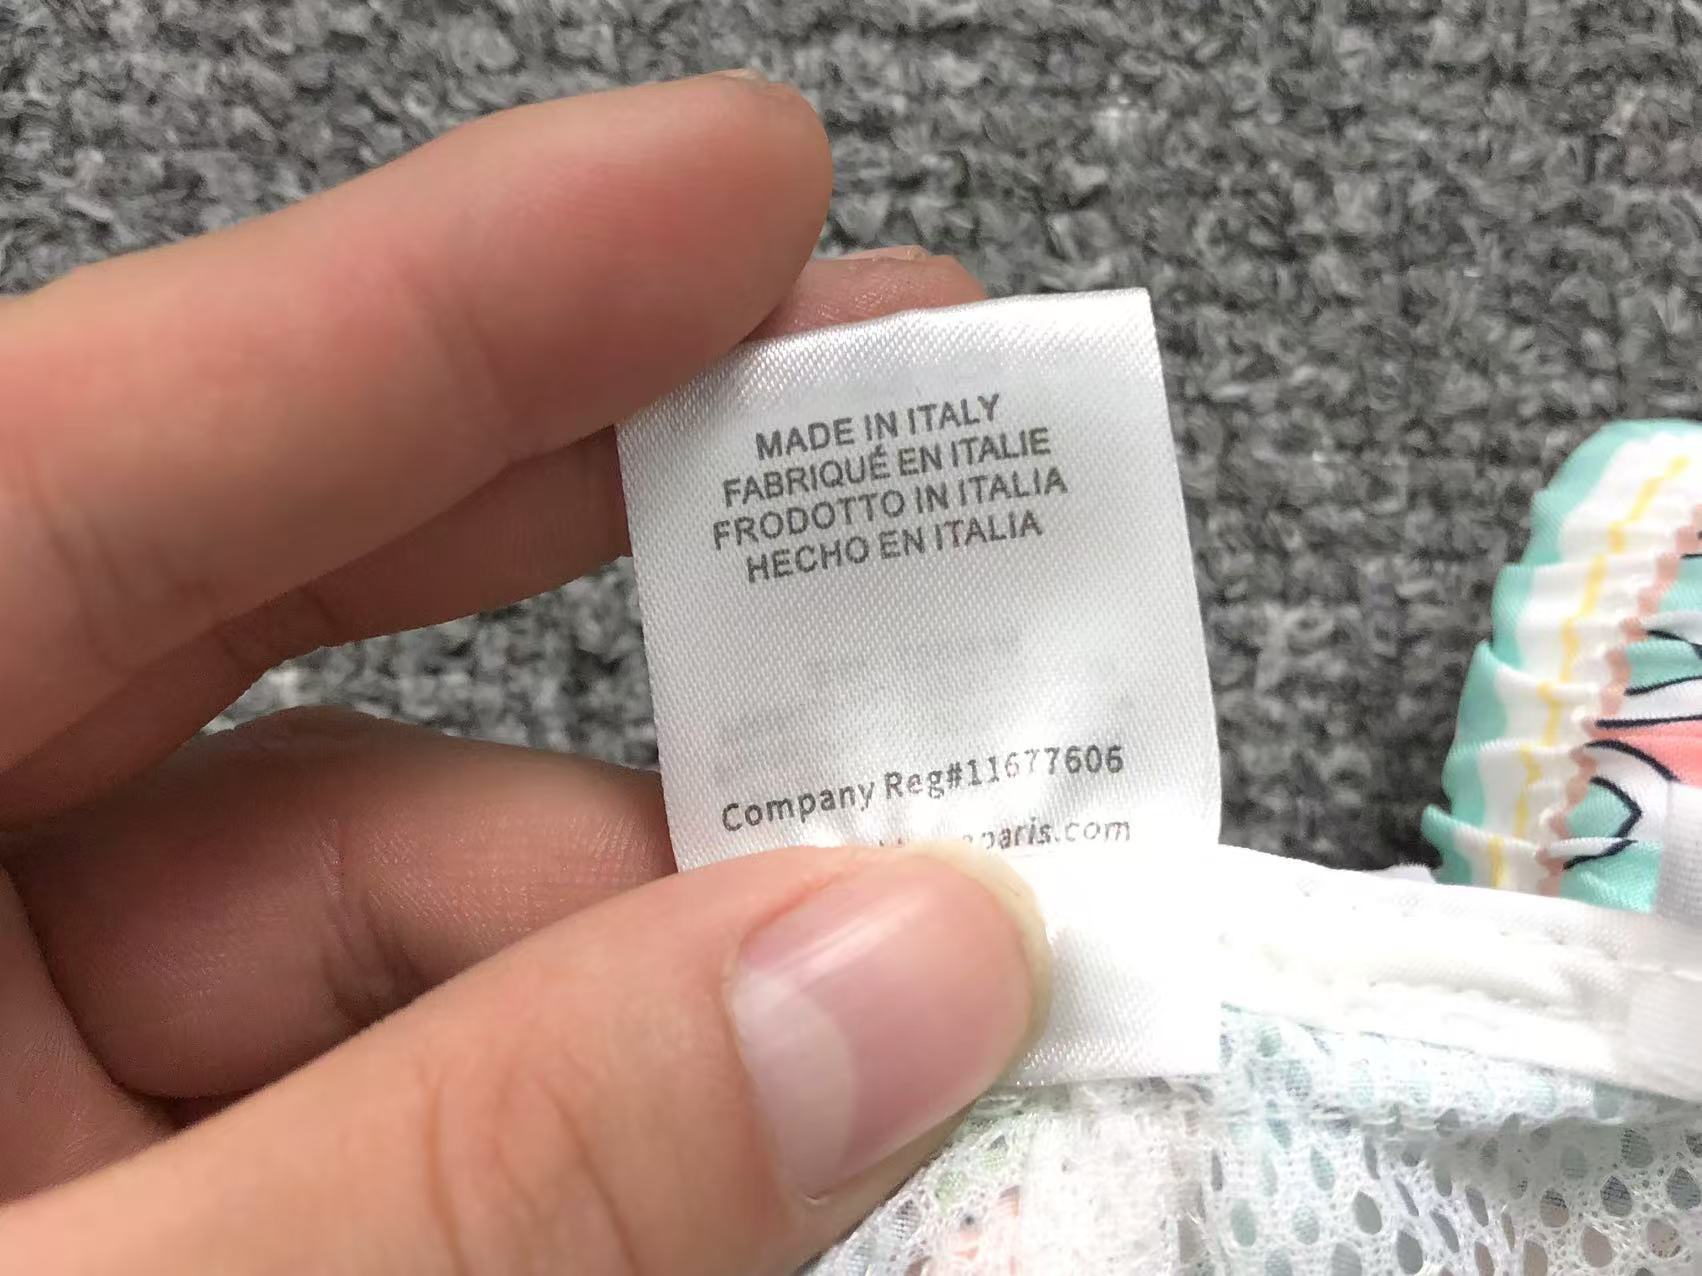 MADE IN ITALY
FABRIQUÉ EN ITALIE
FRODOTTO IN ITALIA
HECHO EN ITALIA
Company Reg#11677606
paris.com